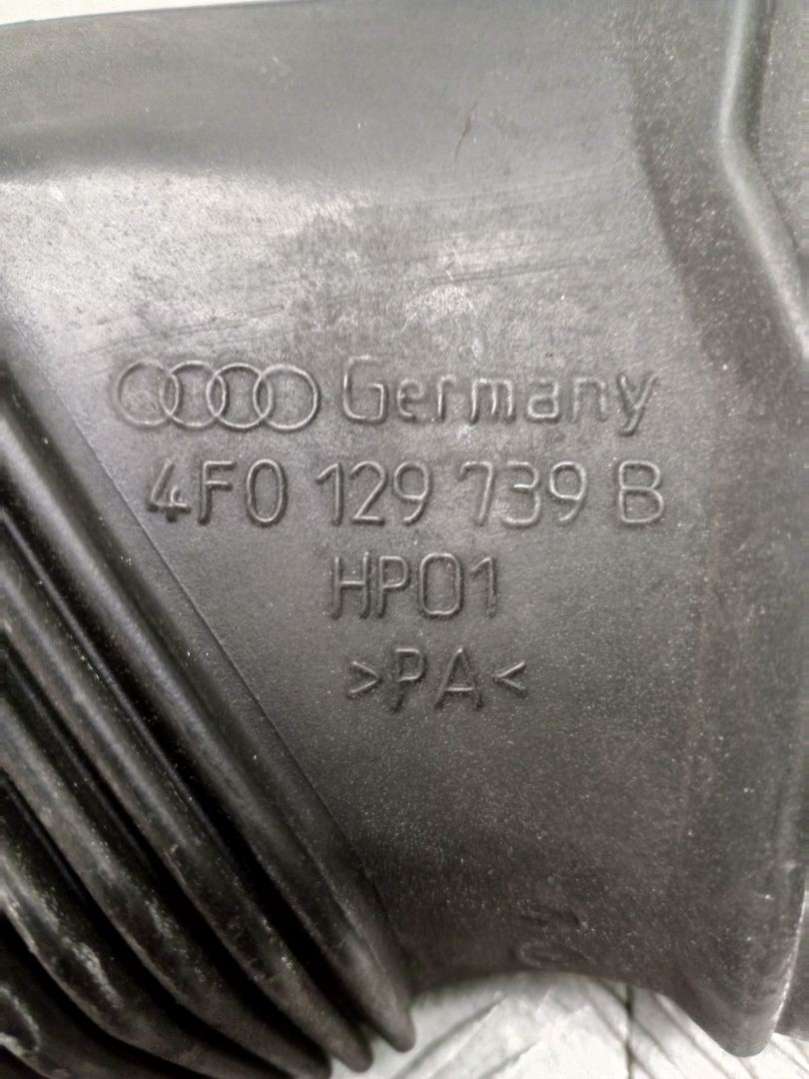 Germany
4F0 129 739 B
HP01
>PA<